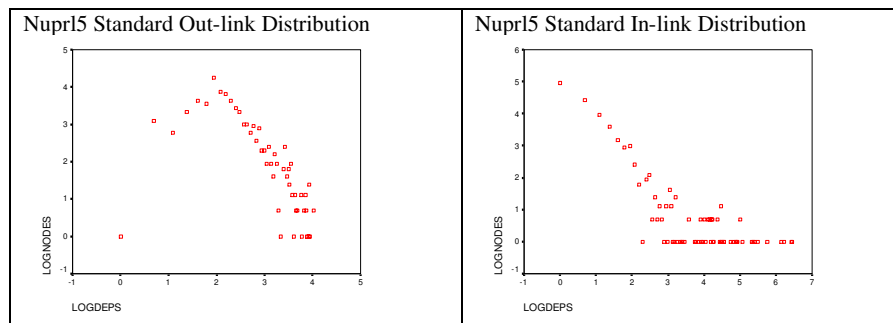 Nuprl5 Standard Out-link Distribution
5
4
3
2
1
0
-1
LOGNODES
-1 0 1 2 3 4 5
LOGDEPS
Nuprl5 Standard In-link Distribution
6
5
4
3
2
1
0
-1
LOGNODES
-1 0 1 2 3 4 5 6 7
LOGDEPS